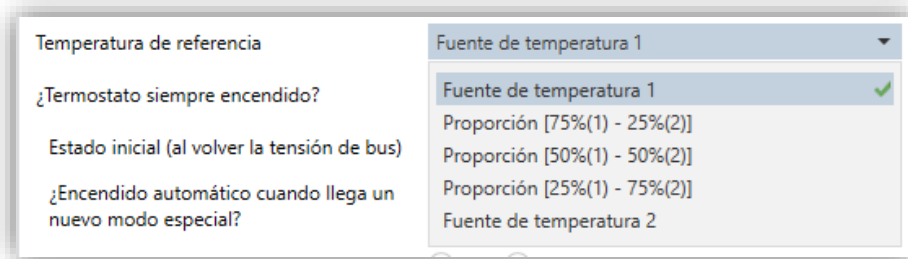 Temperatura de referencia
Fuente de temperatura 1
¿Termostato siempre encendido?
Fuente de temperatura 1
Proporción [75%(1) - 25%(2)]
Estado inicial (al volver la tensión de bus)
Proporción [50%(1) - 50%(2)]
¿Encendido automático cuando llega un
nuevo modo especial?
Proporción [25%(1) - 75%(2)]
Fuente de temperatura 2